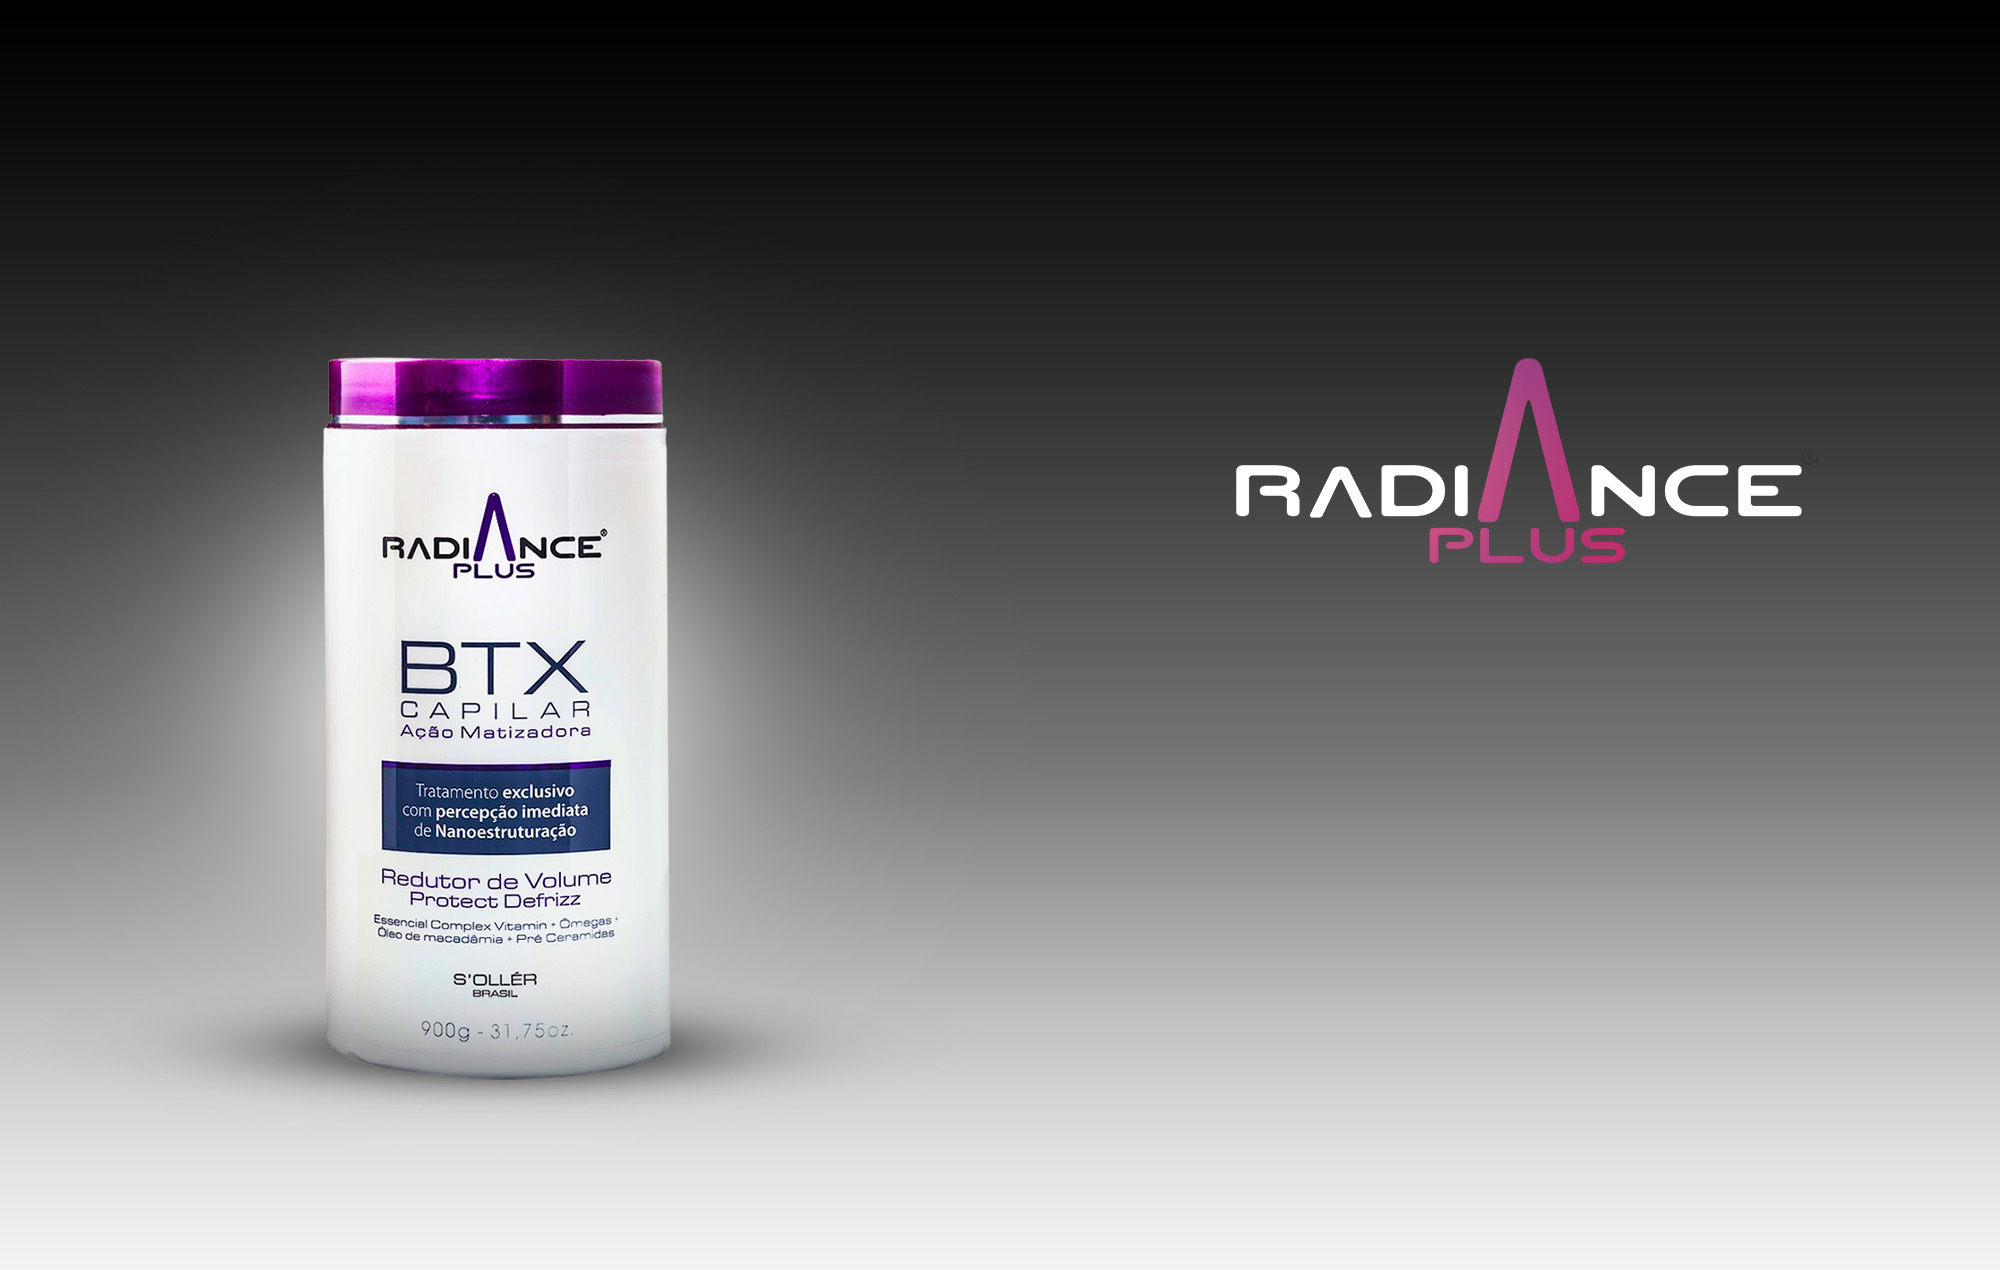 RADIANCE®
PLUS
BTX
CAPILAR
Ação Matizadora
Tratamento exclusivo
com percepção imediata
de Nanoestruturação
Redutor de Volume
Protect Defrizz
Essencial Complex Vitamin + Ômegas +
Óleo de macadâmia + Pré Ceramidas
S'OLLÉR
BRASIL
900g - 31,75oz.
RADIANCE®
PLUS